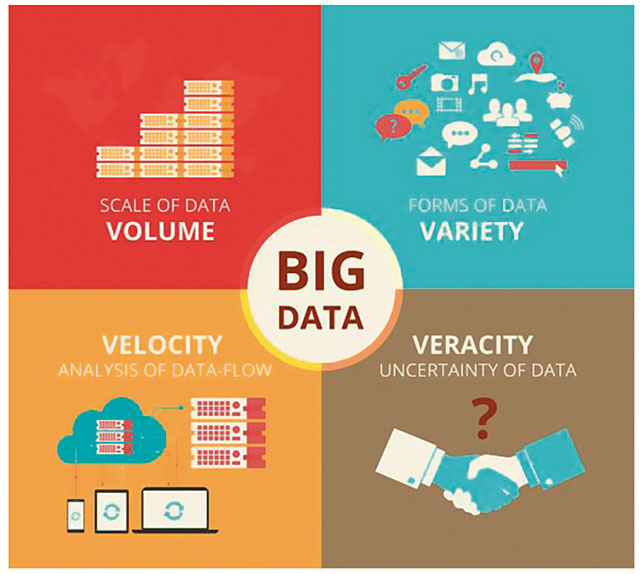 SCALE OF DATA
VOLUME
FORMS OF DATA
VARIETY
?
BIG
DATA
VELOCITY
ANALYSIS OF DATA-FLOW
VERACITY
UNCERTAINTY OF DATA
?